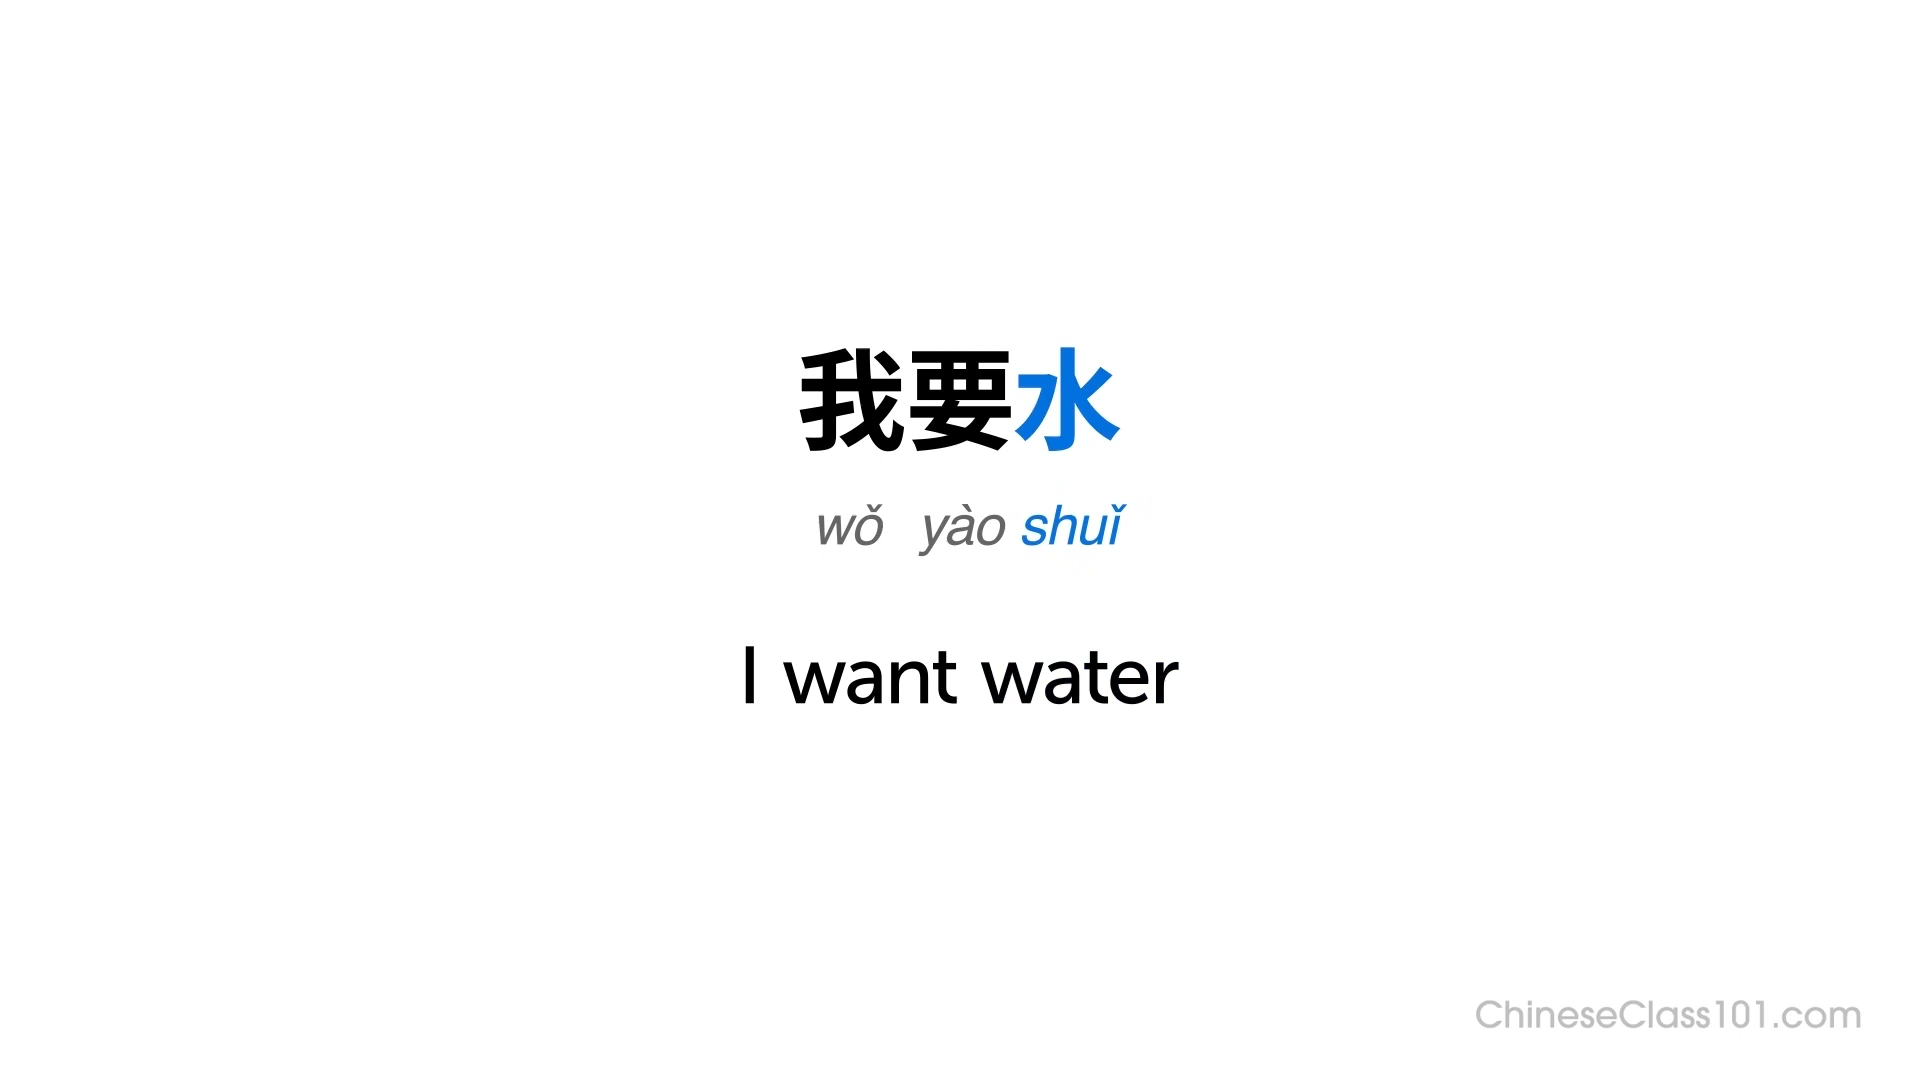 我要水
wǒ yào shuǐ
I want water
ChineseClass101.com